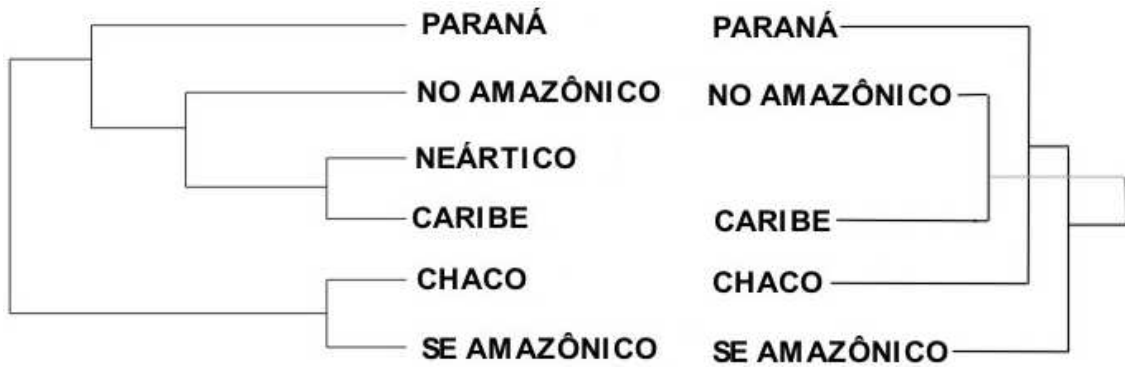 PARANÁ PARANÁ
NO AMAZÔNICO NO AMAZÔNICO
NEÁRTICO
CARIBE CARIBE
CHACO CHACO
SE AMAZÔNICO SE AMAZÔNICO